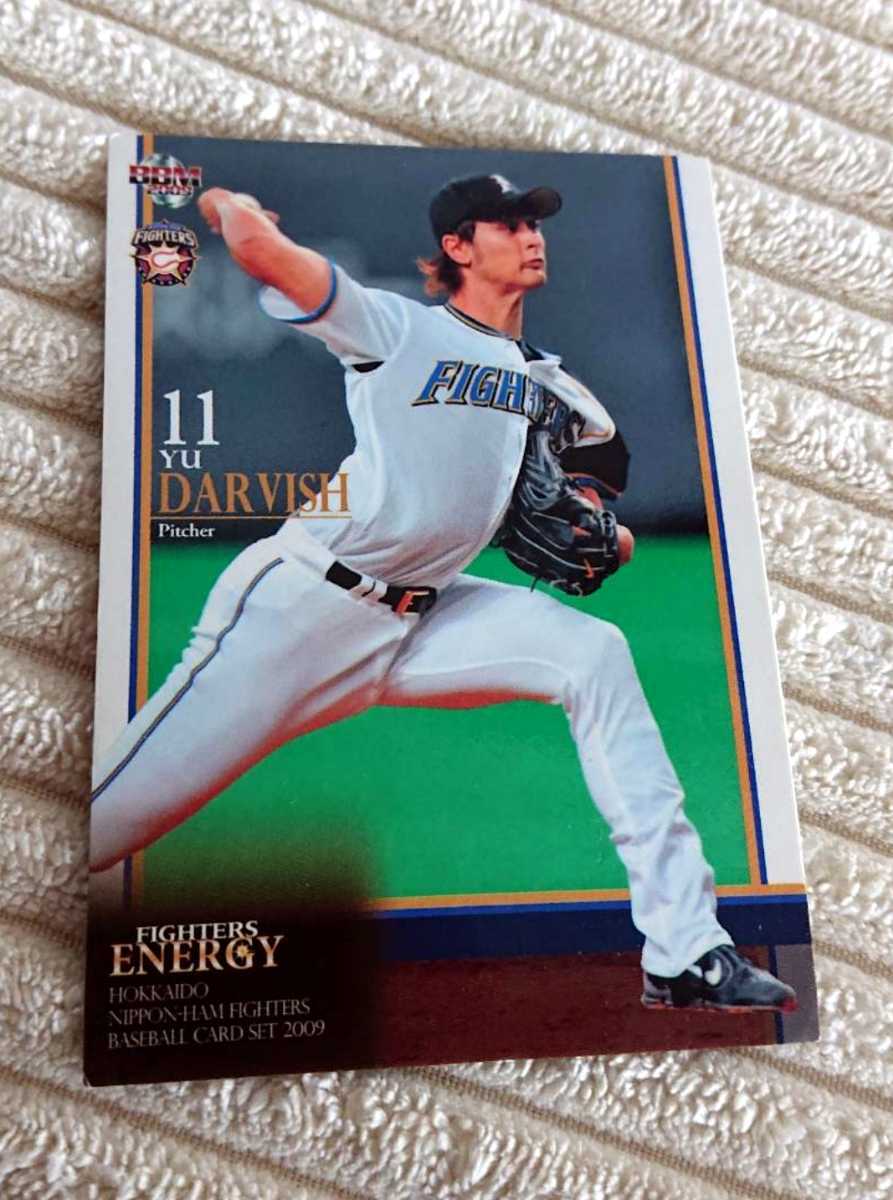 BBM
2009
FIGHTERS
FIGHTERS
11
YU
DARVISH
Pitcher
FIGHTERS
ENERGY
HOKKAIDO
NIPPON-HAM FIGHTERS
BASEBALL CARD SET 2009